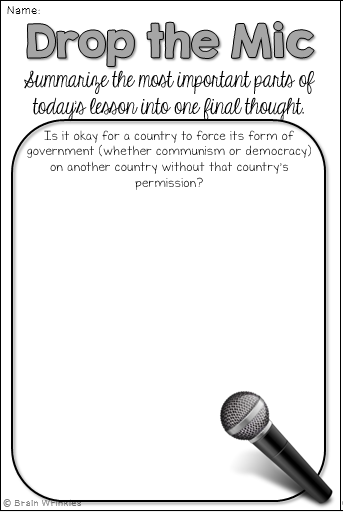 Name:
Drop the Mic
Summarize the most important parts of
today's lesson into one final thought.
Is it okay for a country to force its form of
government (whether communism or democracy)
on another country without that country's
permission?
© Brain Wrinkles